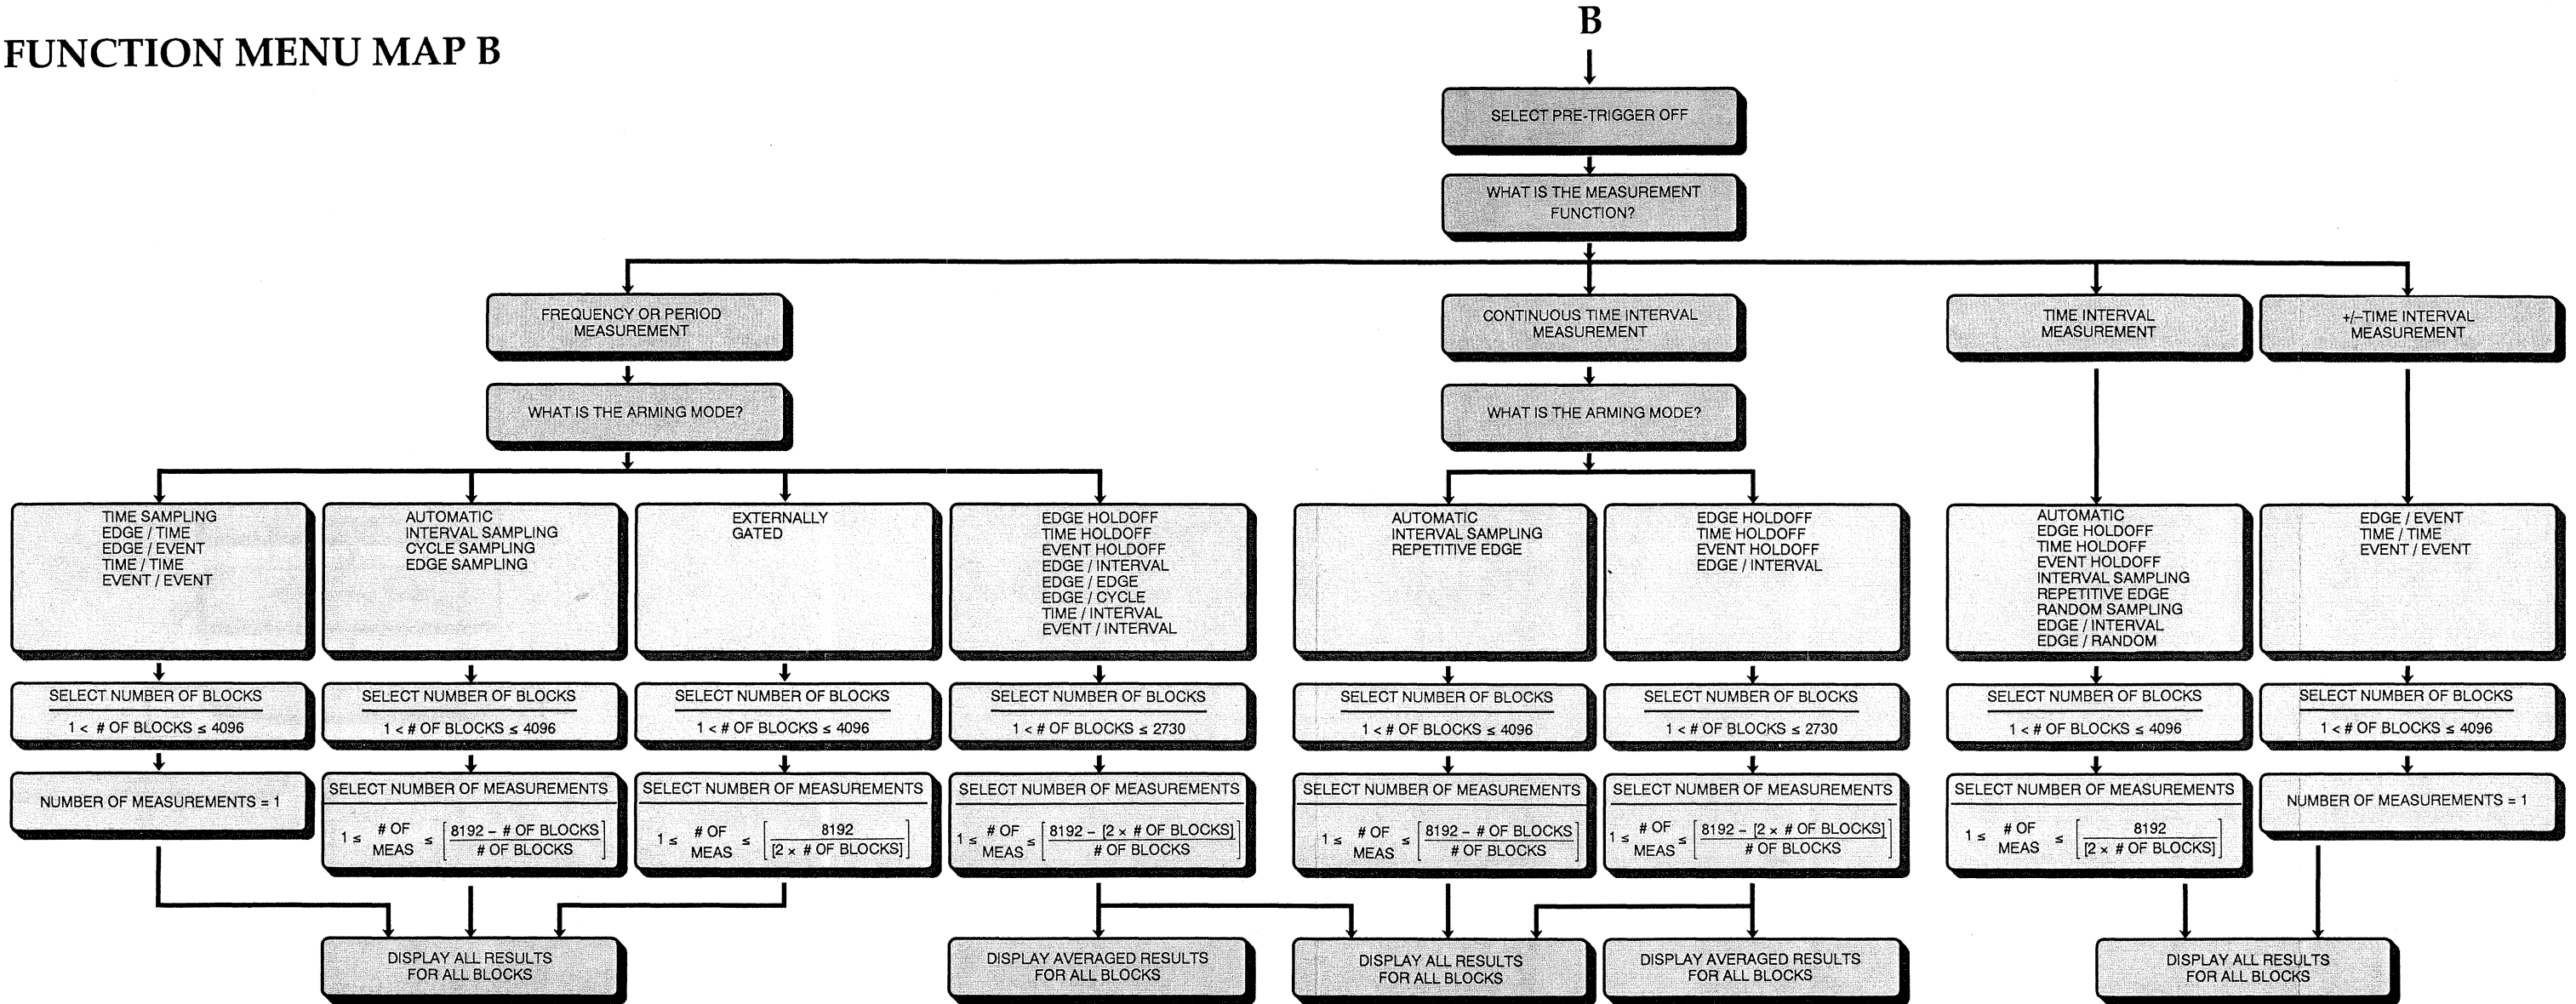 FUNCTION MENU MAP B
B
SELECT PRE-TRIGGER OFF
WHAT IS THE MEASUREMENT
FUNCTION?
FREQUENCY OR PERIOD
MEASUREMENT
CONTINUOUS TIME INTERVAL
MEASUREMENT
TIME INTERVAL
MEASUREMENT
+/–TIME INTERVAL
MEASUREMENT
WHAT IS THE ARMING MODE?
WHAT IS THE ARMING MODE?
TIME SAMPLING
EDGE / TIME
EDGE / EVENT
TIME / TIME
EVENT / EVENT
AUTOMATIC
INTERVAL SAMPLING
CYCLE SAMPLING
EDGE SAMPLING
EXTERNALLY
GATED
EDGE HOLDOFF
TIME HOLDOFF
EVENT HOLDOFF
EDGE / INTERVAL
EDGE / EDGE
EDGE / CYCLE
TIME / INTERVAL
EVENT / INTERVAL
AUTOMATIC
INTERVAL SAMPLING
REPETITIVE EDGE
EDGE HOLDOFF
TIME HOLDOFF
EVENT HOLDOFF
EDGE / INTERVAL
AUTOMATIC
EDGE HOLDOFF
TIME HOLDOFF
EVENT HOLDOFF
INTERVAL SAMPLING
REPETITIVE EDGE
RANDOM SAMPLING
EDGE / INTERVAL
EDGE / RANDOM
EDGE / EVENT
TIME / TIME
EVENT / EVENT
SELECT NUMBER OF BLOCKS
1 < # OF BLOCKS ≤ 4096
SELECT NUMBER OF BLOCKS
1 < # OF BLOCKS ≤ 4096
SELECT NUMBER OF BLOCKS
1 < # OF BLOCKS ≤ 4096
SELECT NUMBER OF BLOCKS
1 < # OF BLOCKS ≤ 2730
SELECT NUMBER OF BLOCKS
1 < # OF BLOCKS ≤ 4096
SELECT NUMBER OF BLOCKS
1 < # OF BLOCKS ≤ 2730
SELECT NUMBER OF BLOCKS
1 < # OF BLOCKS ≤ 4096
SELECT NUMBER OF BLOCKS
1 < # OF BLOCKS ≤ 4096
NUMBER OF MEASUREMENTS = 1
SELECT NUMBER OF MEASUREMENTS
1 ≤ # OF MEAS ≤ [8192 – # OF BLOCKS / # OF BLOCKS]
SELECT NUMBER OF MEASUREMENTS
1 ≤ # OF MEAS ≤ [8192 / [2 × # OF BLOCKS]]
SELECT NUMBER OF MEASUREMENTS
1 ≤ # OF MEAS ≤ [8192 – [2 × # OF BLOCKS] / # OF BLOCKS]
SELECT NUMBER OF MEASUREMENTS
1 ≤ # OF MEAS ≤ [8192 – # OF BLOCKS / # OF BLOCKS]
SELECT NUMBER OF MEASUREMENTS
1 ≤ # OF MEAS ≤ [8192 – [2 × # OF BLOCKS] / # OF BLOCKS]
SELECT NUMBER OF MEASUREMENTS
1 ≤ # OF MEAS ≤ [8192 / [2 × # OF BLOCKS]]
NUMBER OF MEASUREMENTS = 1
DISPLAY ALL RESULTS
FOR ALL BLOCKS
DISPLAY AVERAGED RESULTS
FOR ALL BLOCKS
DISPLAY ALL RESULTS
FOR ALL BLOCKS
DISPLAY AVERAGED RESULTS
FOR ALL BLOCKS
DISPLAY ALL RESULTS
FOR ALL BLOCKS